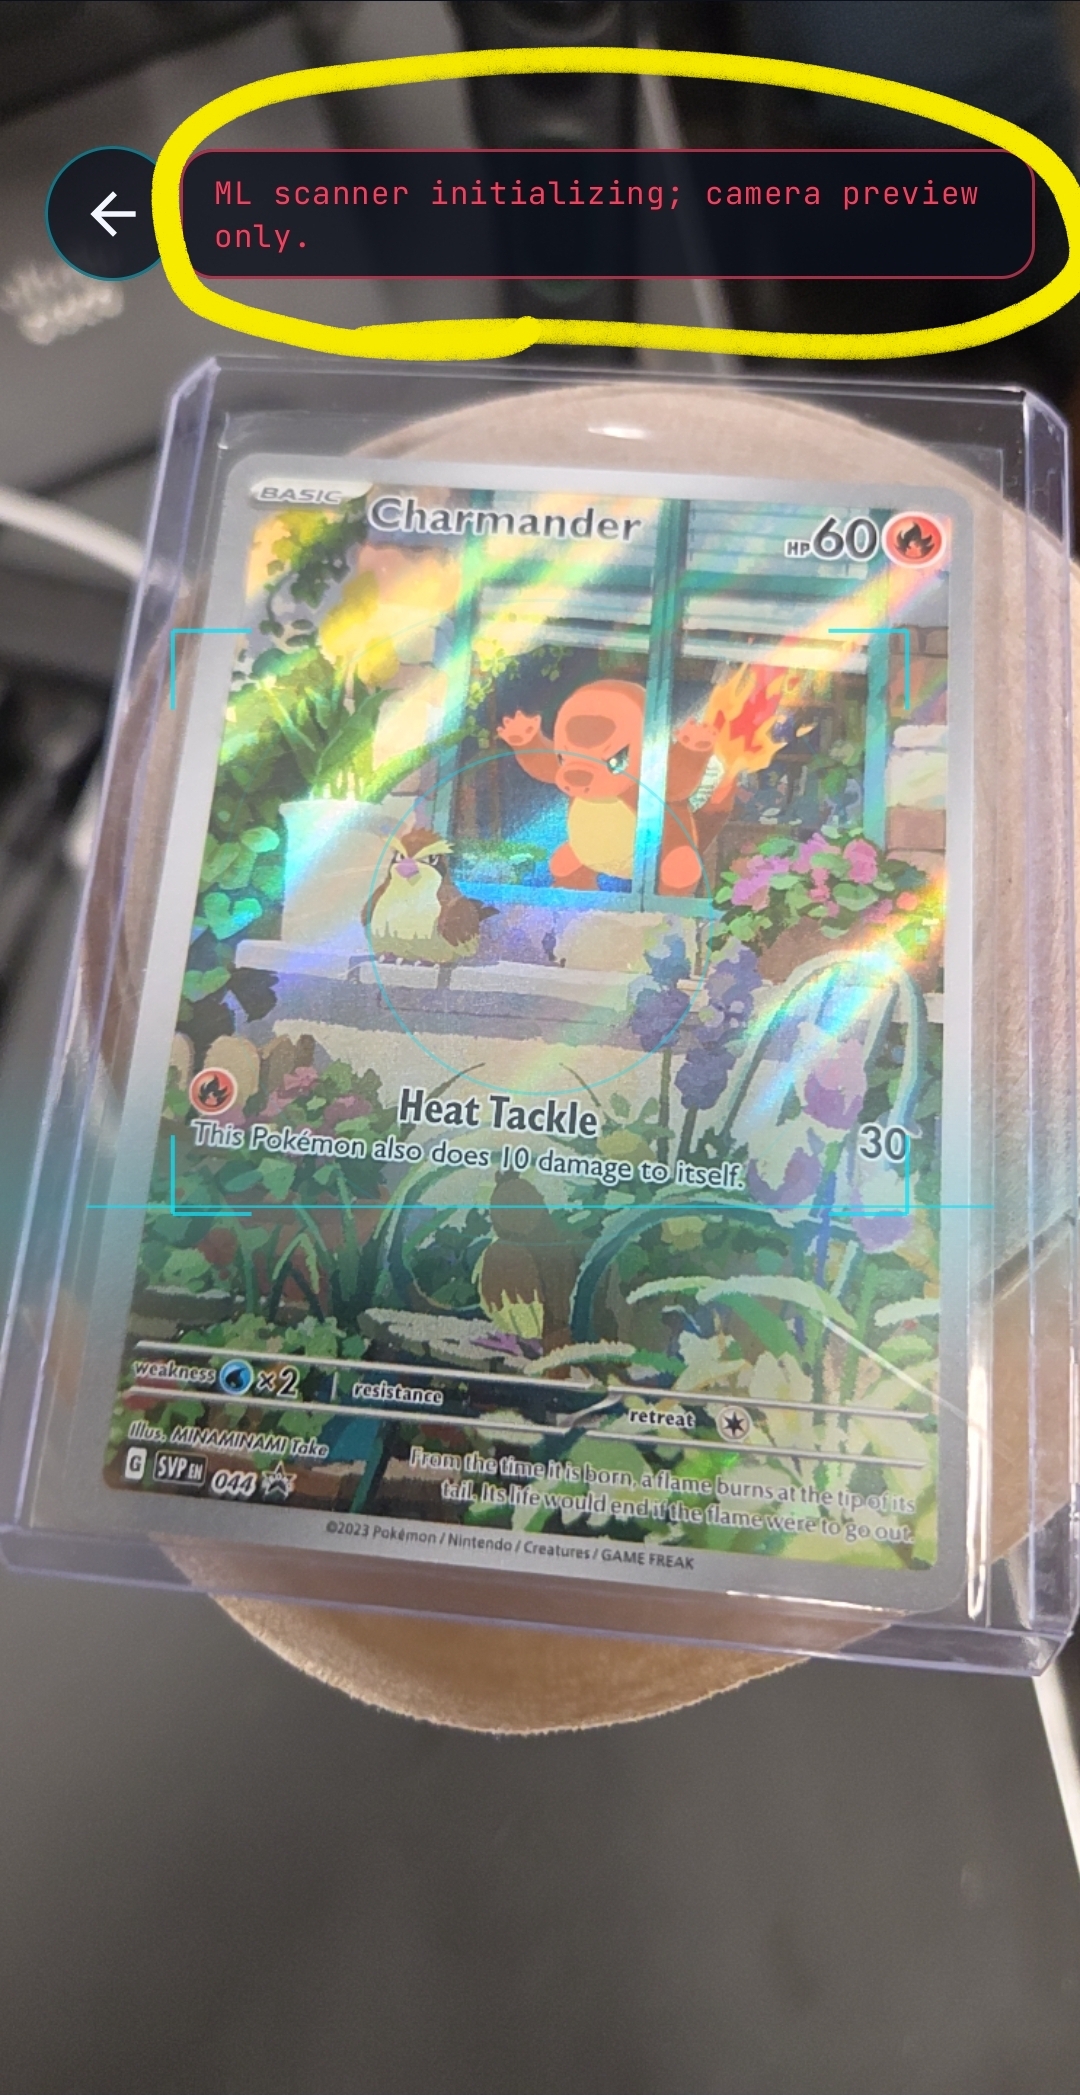 ML scanner initializing; camera preview
only.
BASIC
Charmander
HP 60
Heat Tackle
30
This Pokémon also does 10 damage to itself.
weakness ×2
resistance
retreat
Illus. MINAMINAMI Take
G SVP EN 044
From the time it is born, a flame burns at the tip of its
tail. Its life would end if the flame were to go out.
©2023 Pokémon / Nintendo / Creatures / GAME FREAK